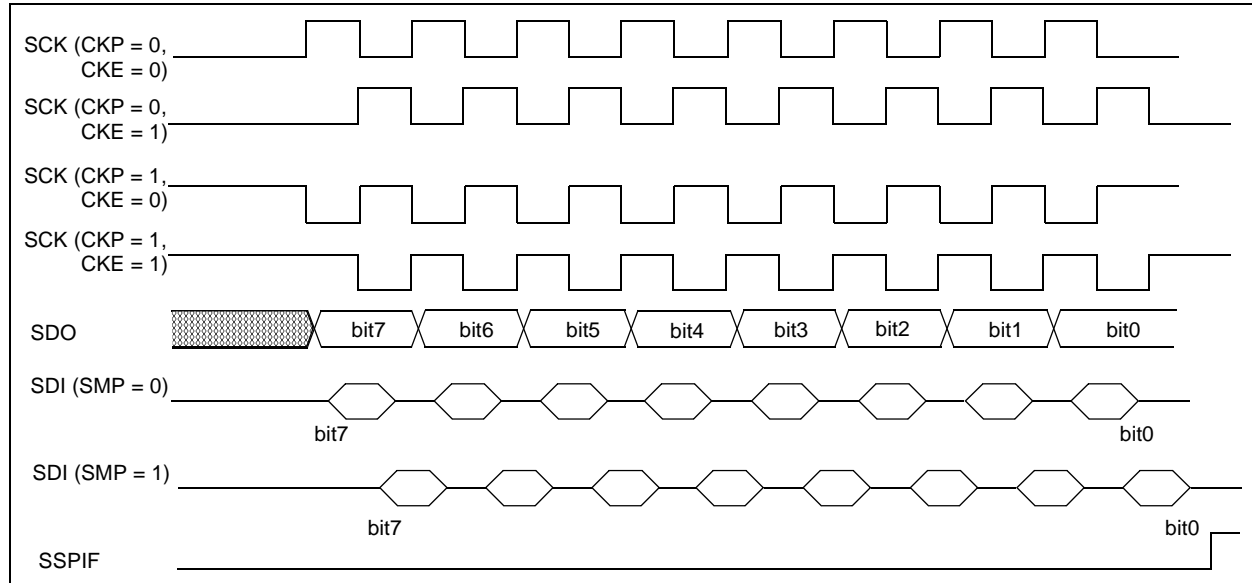 SCK (CKP = 0,
CKE = 0)
SCK (CKP = 0,
CKE = 1)
SCK (CKP = 1,
CKE = 0)
SCK (CKP = 1,
CKE = 1)
SDO bit7 bit6 bit5 bit4 bit3 bit2 bit1 bit0
SDI (SMP = 0)
bit7 bit0
SDI (SMP = 1)
bit7 bit0
SSPIF